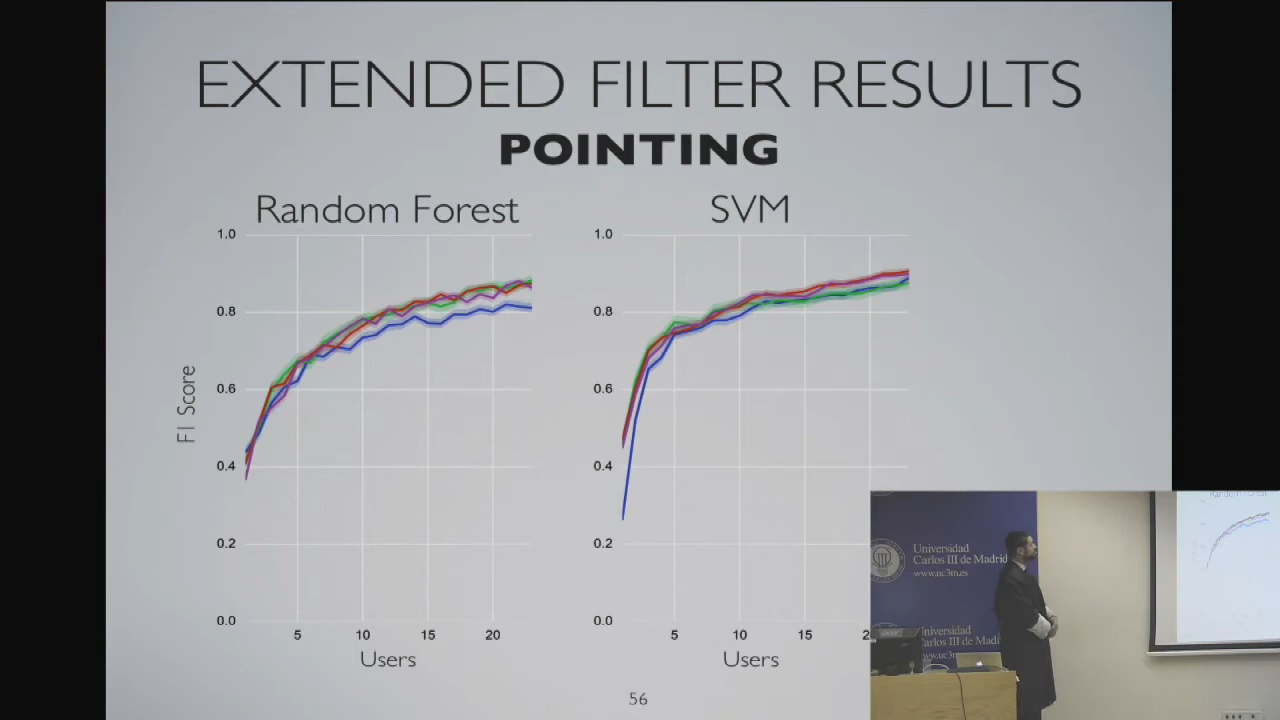 EXTENDED FILTER RESULTS
POINTING
Random Forest
SVM
1.0
0.8
0.6
0.4
0.2
0.0
F1 Score
5
10
15
20
Users
1.0
0.8
0.6
0.4
0.2
0.0
5
10
15
Users
56
Random Forest
Universidad
Carlos III de Madrid
www.uc3m.es